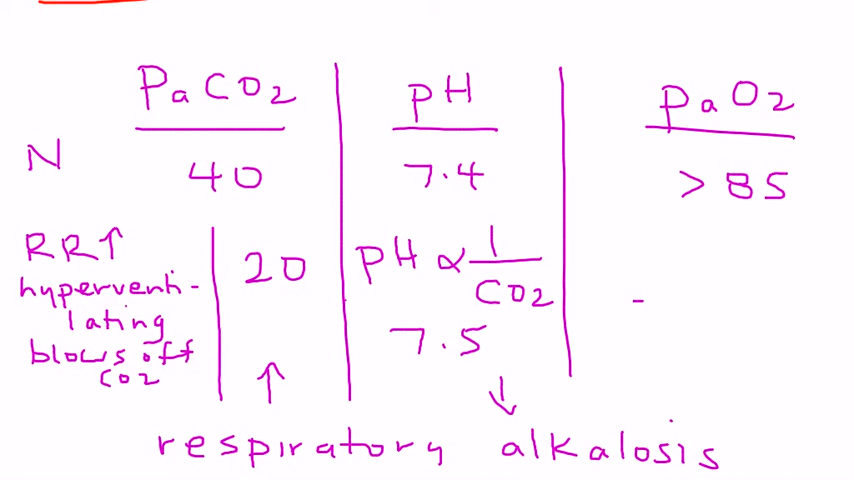 PaCO2 pH PaO2
N 40 7.4 > 85
RR↑ 20 pH ∝ 1/CO2 -
hyperventi-
lating 7.5
blows off
CO2 ↑ ↓
respiratory alkalosis